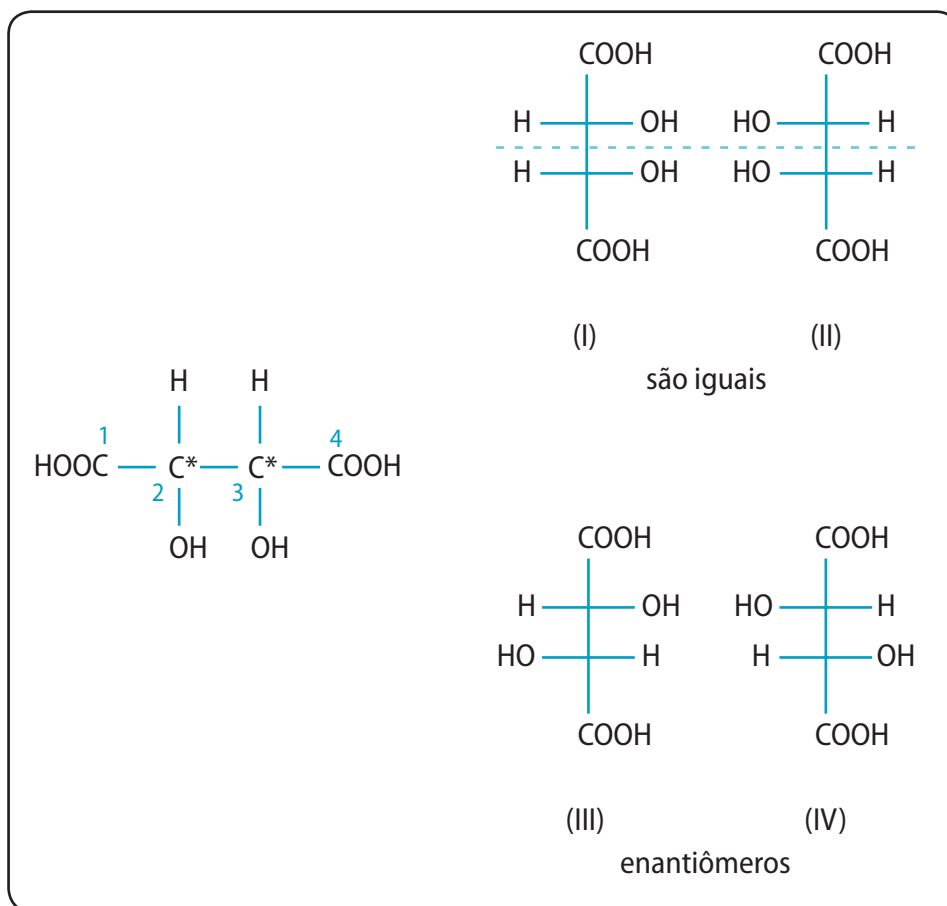 COOH COOH
H OH HO H
H OH HO H
COOH COOH
(I) (II)
são iguais
H H
1 4
HOOC C* C* COOH
2 3
OH OH
COOH COOH
H OH HO H
HO H H OH
COOH COOH
(III) (IV)
enantiômeros